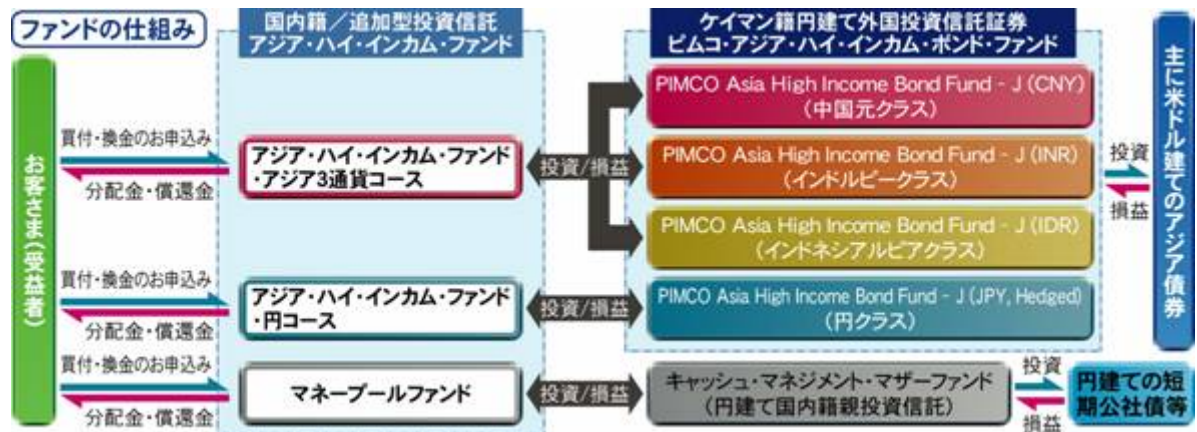 ファンドの仕組み
国内籍／追加型投資信託
アジア・ハイ・インカム・ファンド
ケイマン籍円建て外国投資信託証券
ピムコ・アジア・ハイ・インカム・ボンド・ファンド
お客さま(受益者)
買付・換金のお申込み
分配金・償還金
アジア・ハイ・インカム・ファンド
・アジア3通貨コース
投資/損益
PIMCO Asia High Income Bond Fund - J (CNY)
(中国元クラス)
PIMCO Asia High Income Bond Fund - J (INR)
(インドルピークラス)
PIMCO Asia High Income Bond Fund - J (IDR)
(インドネシアルピアクラス)
投資
損益
主に米ドル建てのアジア債券
買付・換金のお申込み
分配金・償還金
アジア・ハイ・インカム・ファンド
・円コース
投資/損益
PIMCO Asia High Income Bond Fund - J (JPY, Hedged)
(円クラス)
買付・換金のお申込み
分配金・償還金
マネープールファンド
投資/損益
キャッシュ・マネジメント・マザーファンド
(円建て国内籍親投資信託)
投資
損益
円建ての短
期公社債等